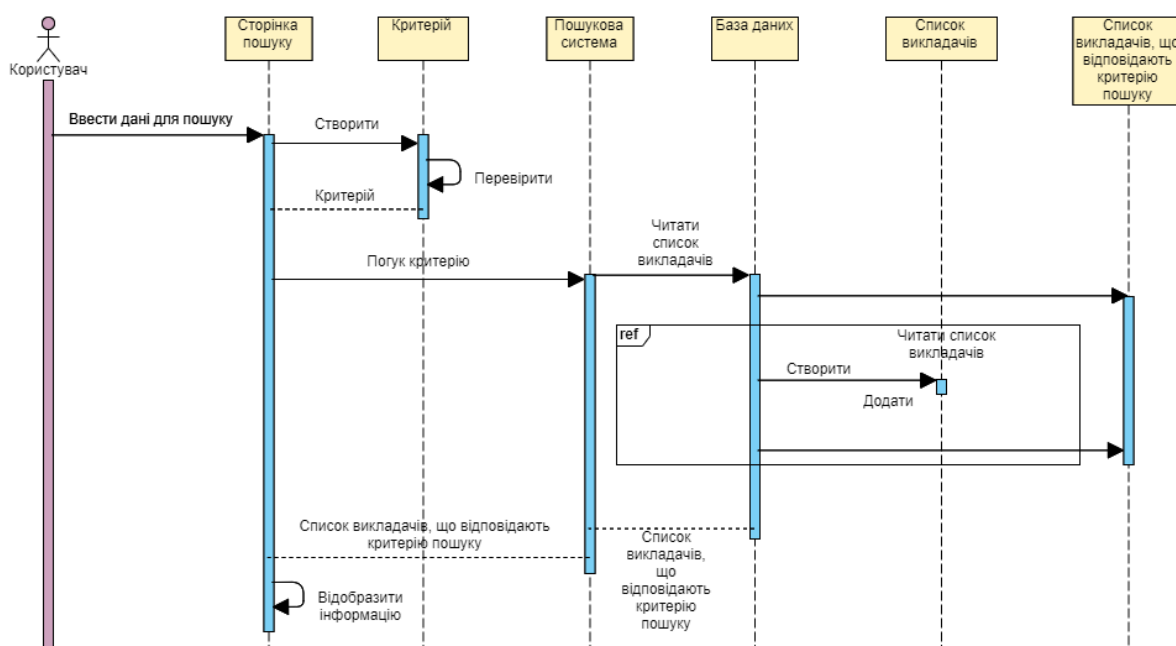 Користувач
Сторінка
пошуку
Критерій
Пошукова
система
База даних
Список
викладачів
Список
викладачів, що
відповідають
критерію
пошуку
Ввести дані для пошуку
Створити
Перевірити
Критерій
Погук критерію
Читати
список
викладачів
ref
Читати список
викладачів
Створити
Додати
Список викладачів, що відповідають
критерію пошуку
Список
викладачів,
що
відповідають
критерію
пошуку
Відобразити
інформацію